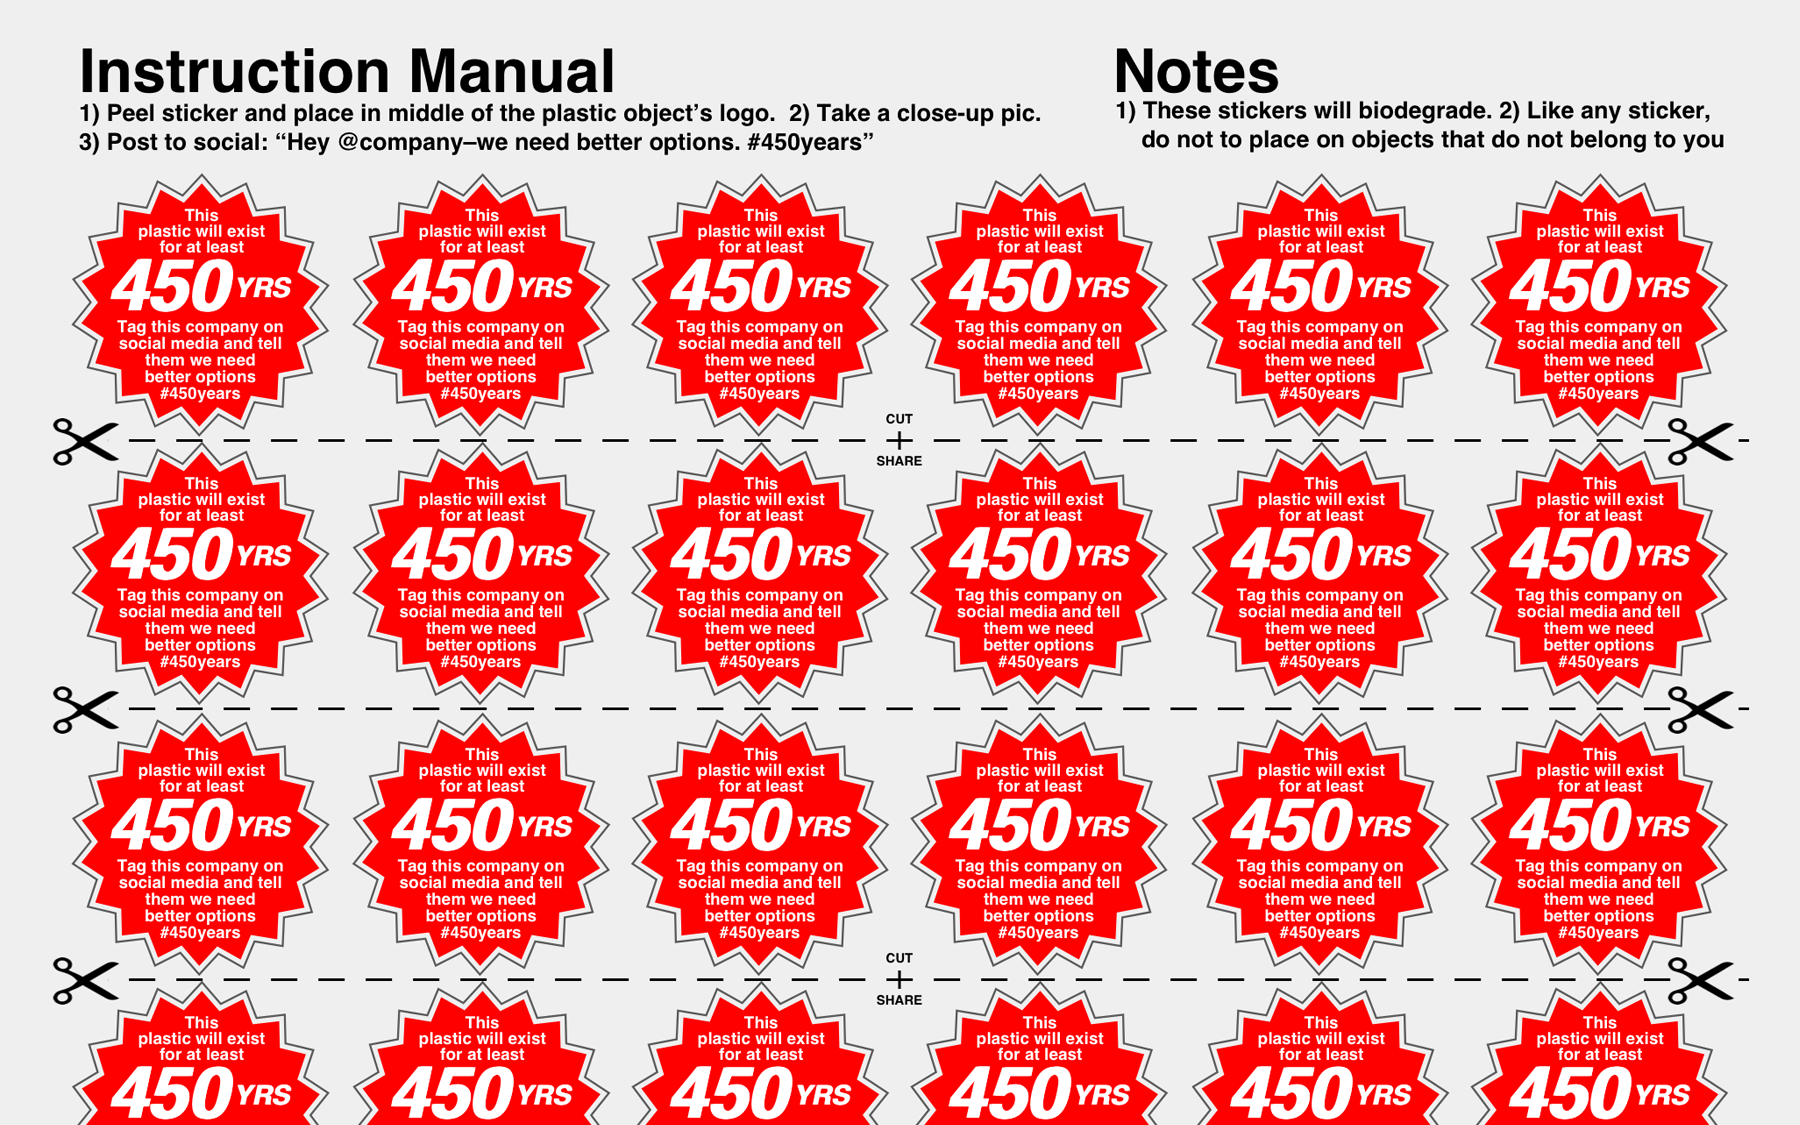 Instruction Manual
1) Peel sticker and place in middle of the plastic object’s logo.  2) Take a close-up pic.
3) Post to social: “Hey @company–we need better options. #450years”
Notes
1) These stickers will biodegrade. 2) Like any sticker,
do not to place on objects that do not belong to you
This
plastic will exist
for at least
450 YRS
Tag this company on
social media and tell
them we need
better options
#450years
This
plastic will exist
for at least
450 YRS
Tag this company on
social media and tell
them we need
better options
#450years
This
plastic will exist
for at least
450 YRS
Tag this company on
social media and tell
them we need
better options
#450years
This
plastic will exist
for at least
450 YRS
Tag this company on
social media and tell
them we need
better options
#450years
This
plastic will exist
for at least
450 YRS
Tag this company on
social media and tell
them we need
better options
#450years
This
plastic will exist
for at least
450 YRS
Tag this company on
social media and tell
them we need
better options
#450years
CUT
SHARE
This
plastic will exist
for at least
450 YRS
Tag this company on
social media and tell
them we need
better options
#450years
This
plastic will exist
for at least
450 YRS
Tag this company on
social media and tell
them we need
better options
#450years
This
plastic will exist
for at least
450 YRS
Tag this company on
social media and tell
them we need
better options
#450years
This
plastic will exist
for at least
450 YRS
Tag this company on
social media and tell
them we need
better options
#450years
This
plastic will exist
for at least
450 YRS
Tag this company on
social media and tell
them we need
better options
#450years
This
plastic will exist
for at least
450 YRS
Tag this company on
social media and tell
them we need
better options
#450years
This
plastic will exist
for at least
450 YRS
Tag this company on
social media and tell
them we need
better options
#450years
This
plastic will exist
for at least
450 YRS
Tag this company on
social media and tell
them we need
better options
#450years
This
plastic will exist
for at least
450 YRS
Tag this company on
social media and tell
them we need
better options
#450years
This
plastic will exist
for at least
450 YRS
Tag this company on
social media and tell
them we need
better options
#450years
This
plastic will exist
for at least
450 YRS
Tag this company on
social media and tell
them we need
better options
#450years
This
plastic will exist
for at least
450 YRS
Tag this company on
social media and tell
them we need
better options
#450years
CUT
SHARE
This
plastic will exist
for at least
450 YRS
This
plastic will exist
for at least
450 YRS
This
plastic will exist
for at least
450 YRS
This
plastic will exist
for at least
450 YRS
This
plastic will exist
for at least
450 YRS
This
plastic will exist
for at least
450 YRS